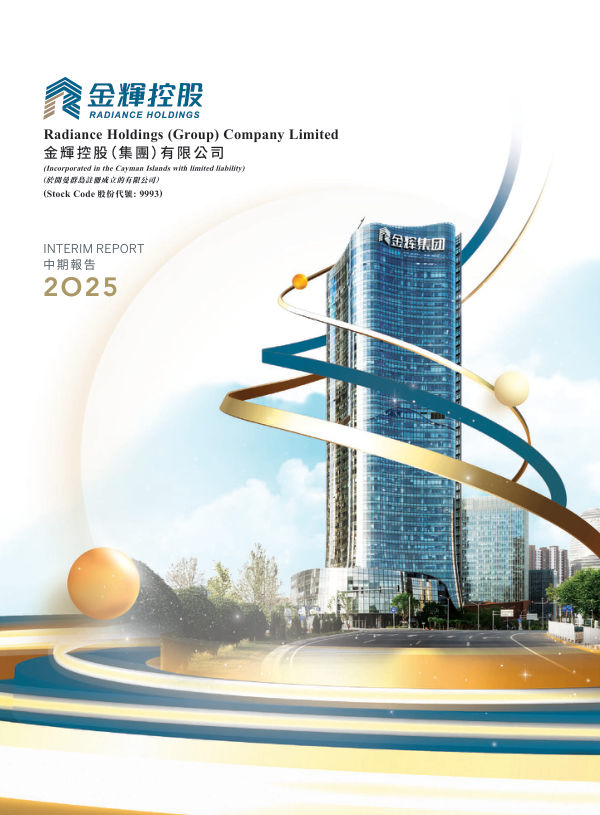 金輝控股
RADIANCE HOLDINGS
Radiance Holdings (Group) Company Limited
金輝控股(集團)有限公司
(Incorporated in the Cayman Islands with limited liability)
(於開曼群島註冊成立的有限公司)
(Stock Code 股份代號: 9993)
INTERIM REPORT
中期報告
2025
金辉集团